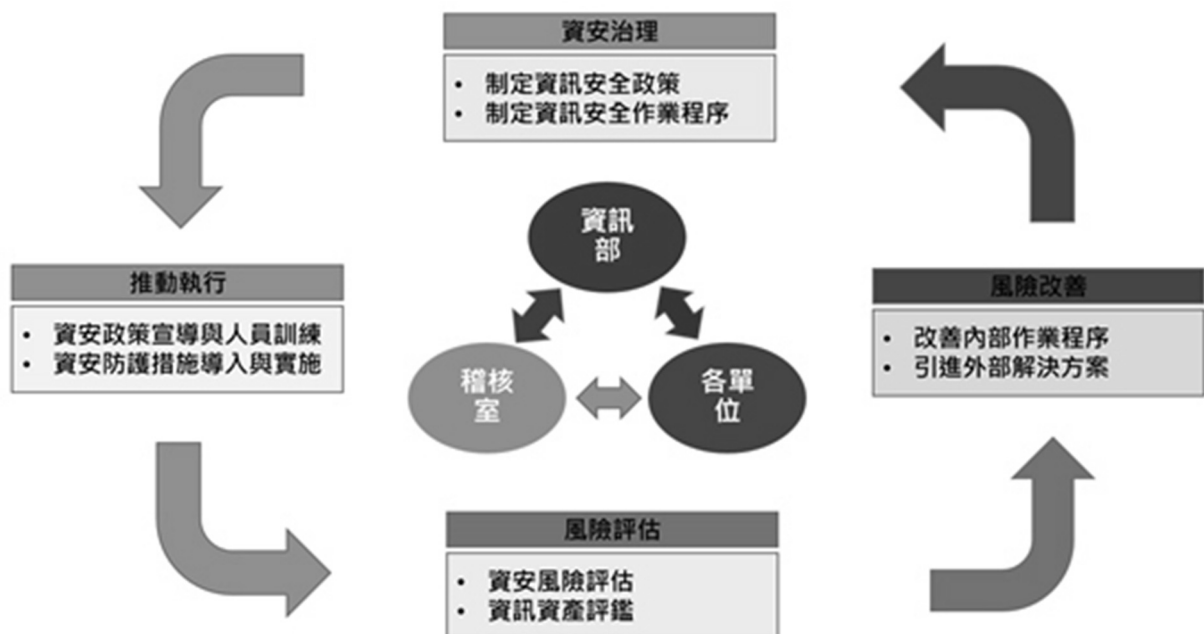 資安治理
• 制定資訊安全政策
• 制定資訊安全作業程序
資訊
部
推動執行
• 資安政策宣導與人員訓練
• 資安防護措施導入與實施
風險改善
• 改善內部作業程序
• 引進外部解決方案
稽核
室
各單
位
風險評估
• 資安風險評估
• 資訊資產評鑑